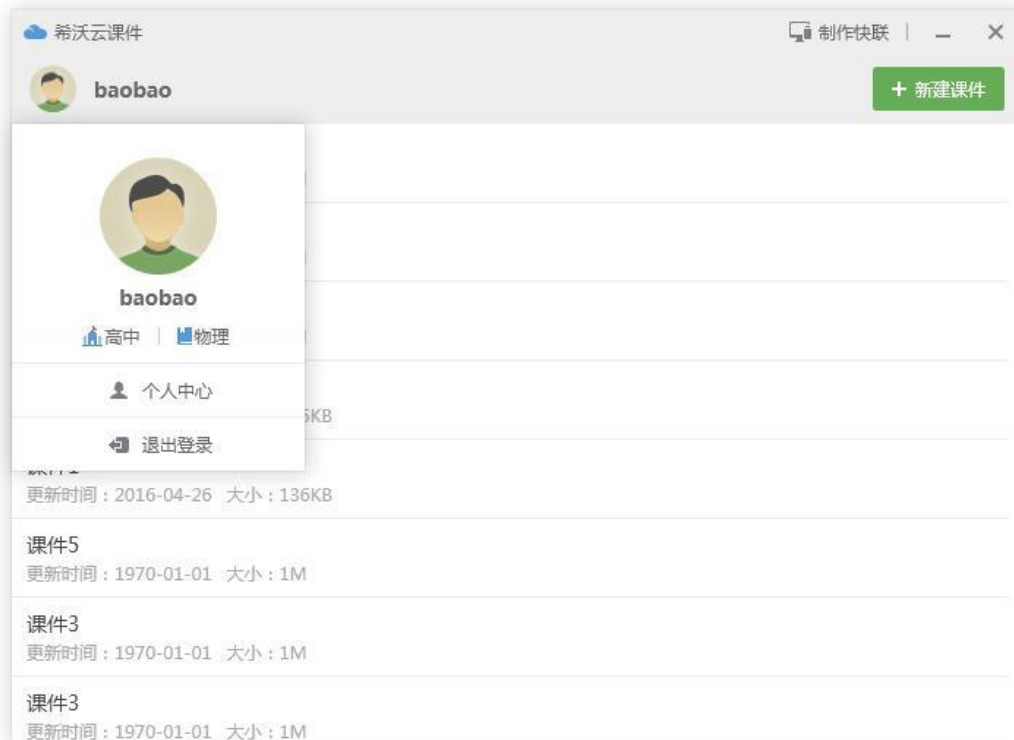 希沃云课件
制作快联
baobao
+ 新建课件
baobao
高中 物理
个人中心
退出登录
KB
更新时间：2016-04-26 大小：136KB
课件5
更新时间：1970-01-01 大小：1M
课件3
更新时间：1970-01-01 大小：1M
课件3
更新时间：1970-01-01 大小：1M